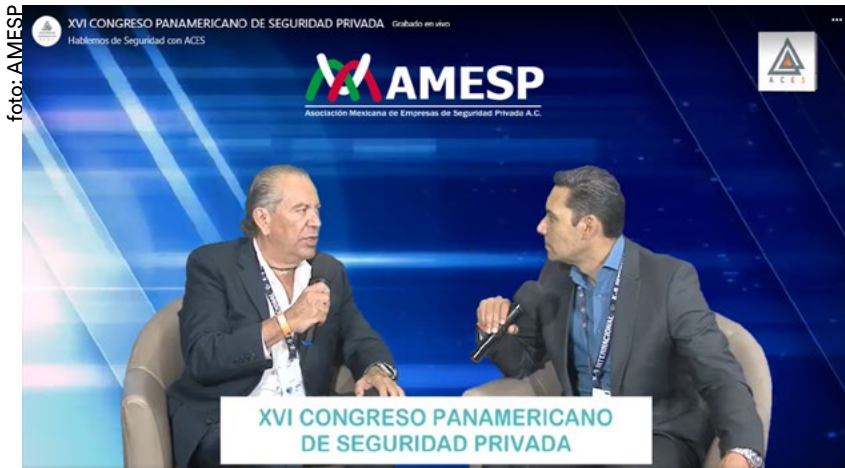 foto: AMESP
XVI CONGRESO PANAMERICANO DE SEGURIDAD PRIVADA Grabado en vivo
Hablemos de Seguridad con ACES
ACES
AMESP
Asociación Mexicana de Empresas de Seguridad Privada A.C.
INTERNACIONAL
XVI CONGRESO PANAMERICANO
DE SEGURIDAD PRIVADA